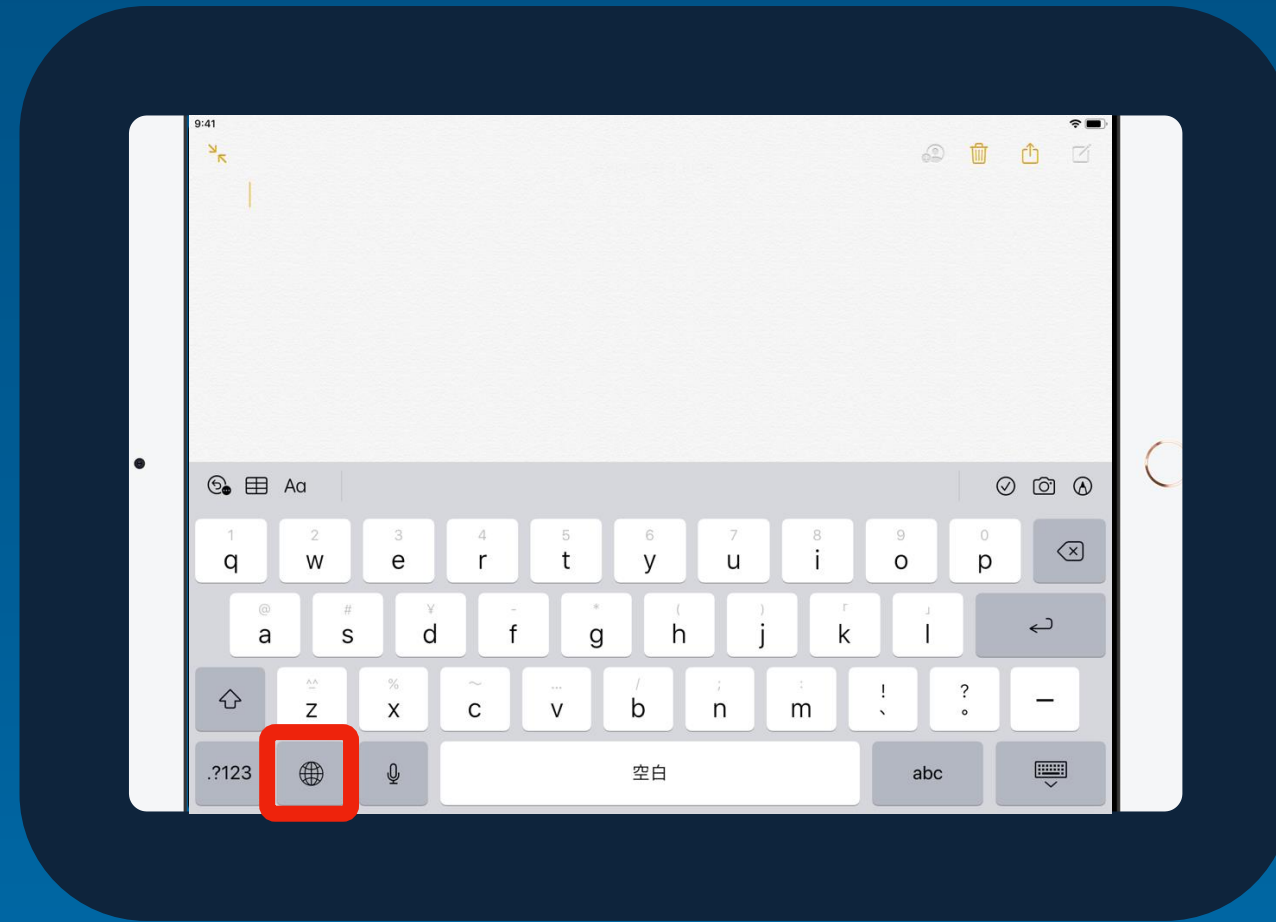 9:41
Aa
1 2 3 4 5 6 7 8 9 0
q w e r t y u i o p
@ # ¥ - * ( ) 「 」
a s d f g h j k l
^^ % 〜 … / ; : ! ?
z x c v b n m 、 。 ー
.?123 空白 abc